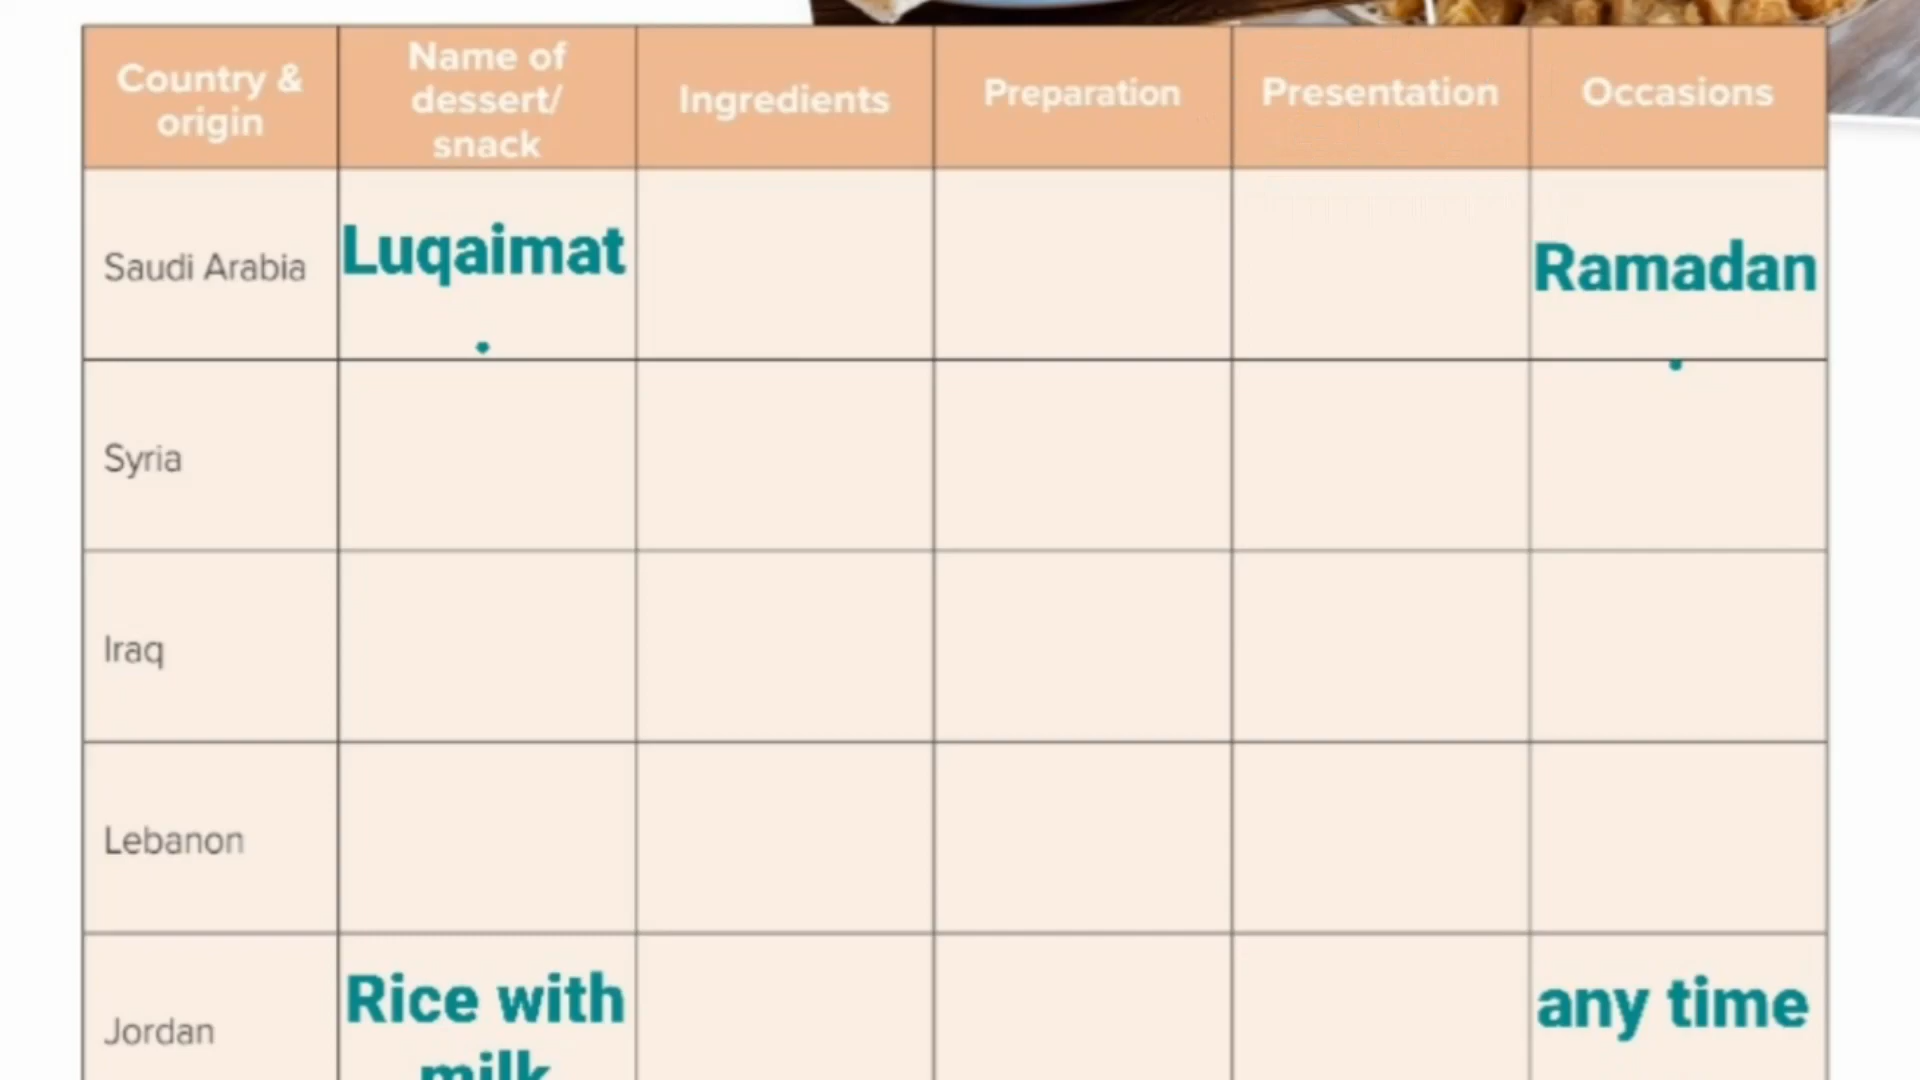 Country &
origin
Name of
dessert/
snack
Ingredients
Preparation
Presentation
Occasions
Saudi Arabia
Luqaimat
.
Ramadan
.
Syria
Iraq
Lebanon
Jordan
Rice with
milk
any time